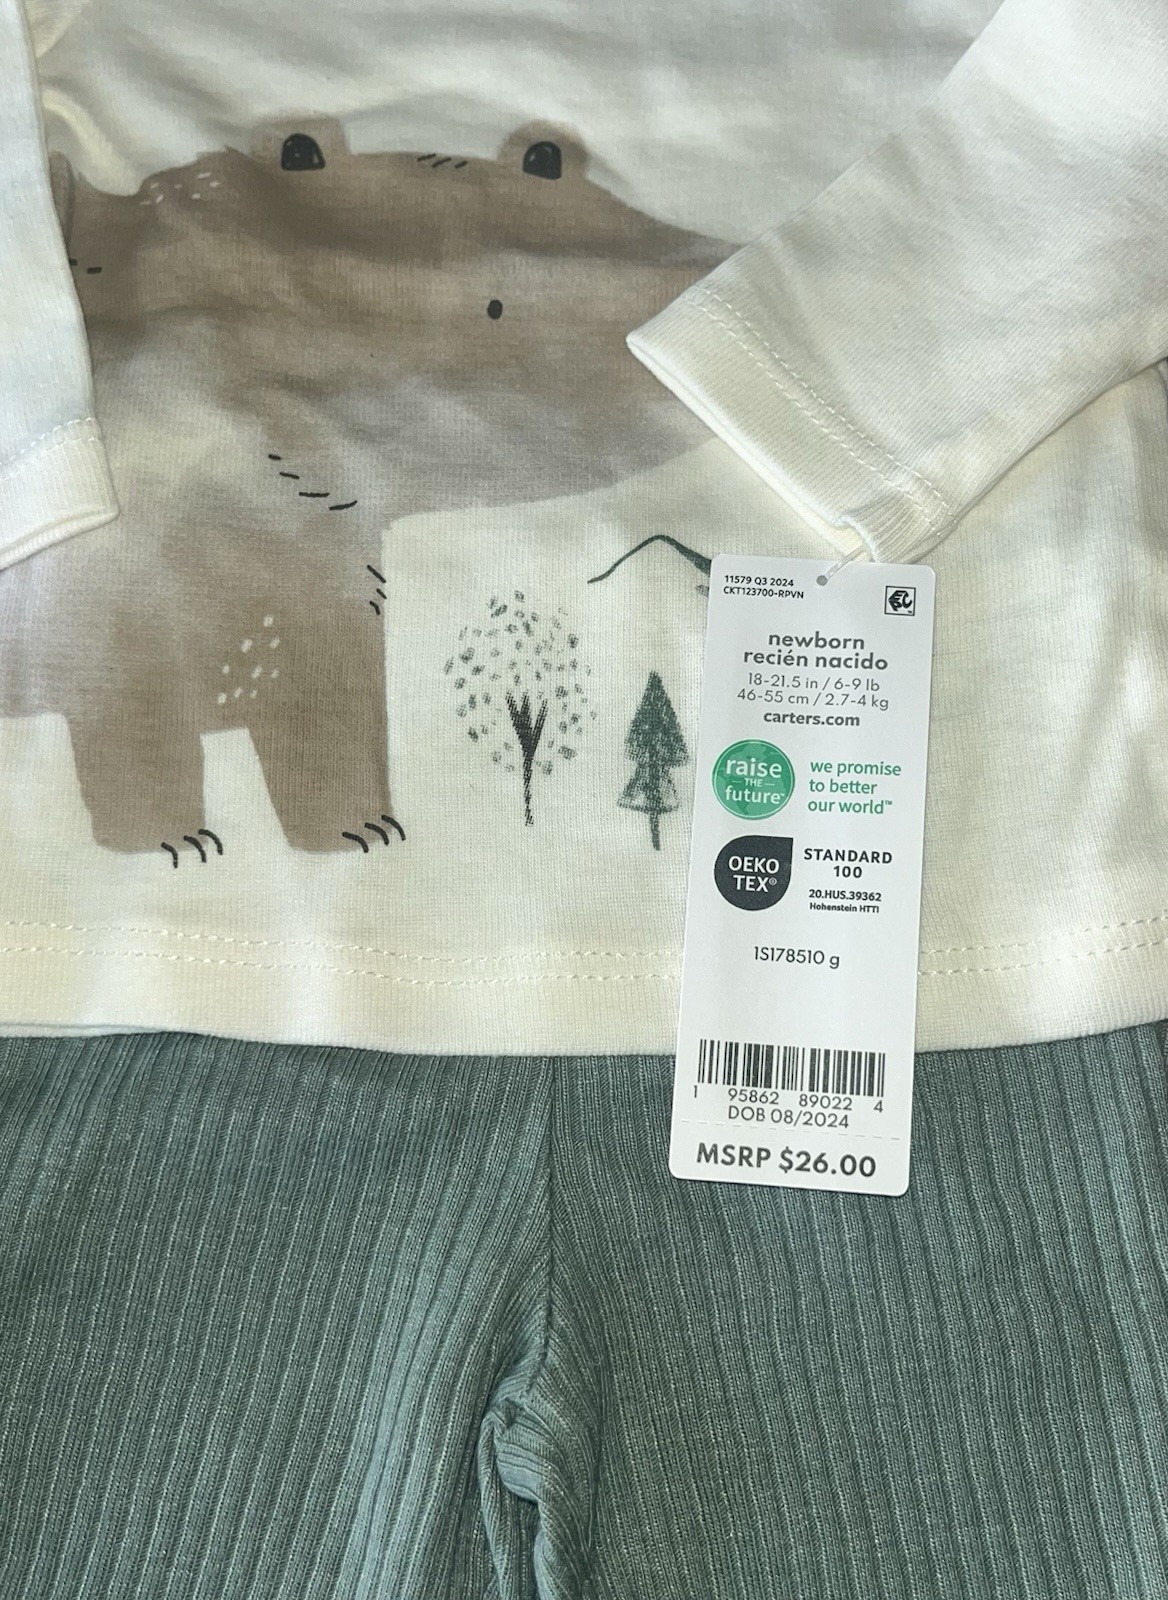 11579 Q3 2024
CKT123700-RPVN
newborn
recién nacido
18-21.5 in / 6-9 lb
46-55 cm / 2.7-4 kg
carters.com
raise
THE
future™
we promise
to better
our world™
OEKO
TEX®
STANDARD
100
20.HUS.39362
Hohenstein HTTI
1S178510 g
1 95862 89022 4
DOB 08/2024
MSRP $26.00